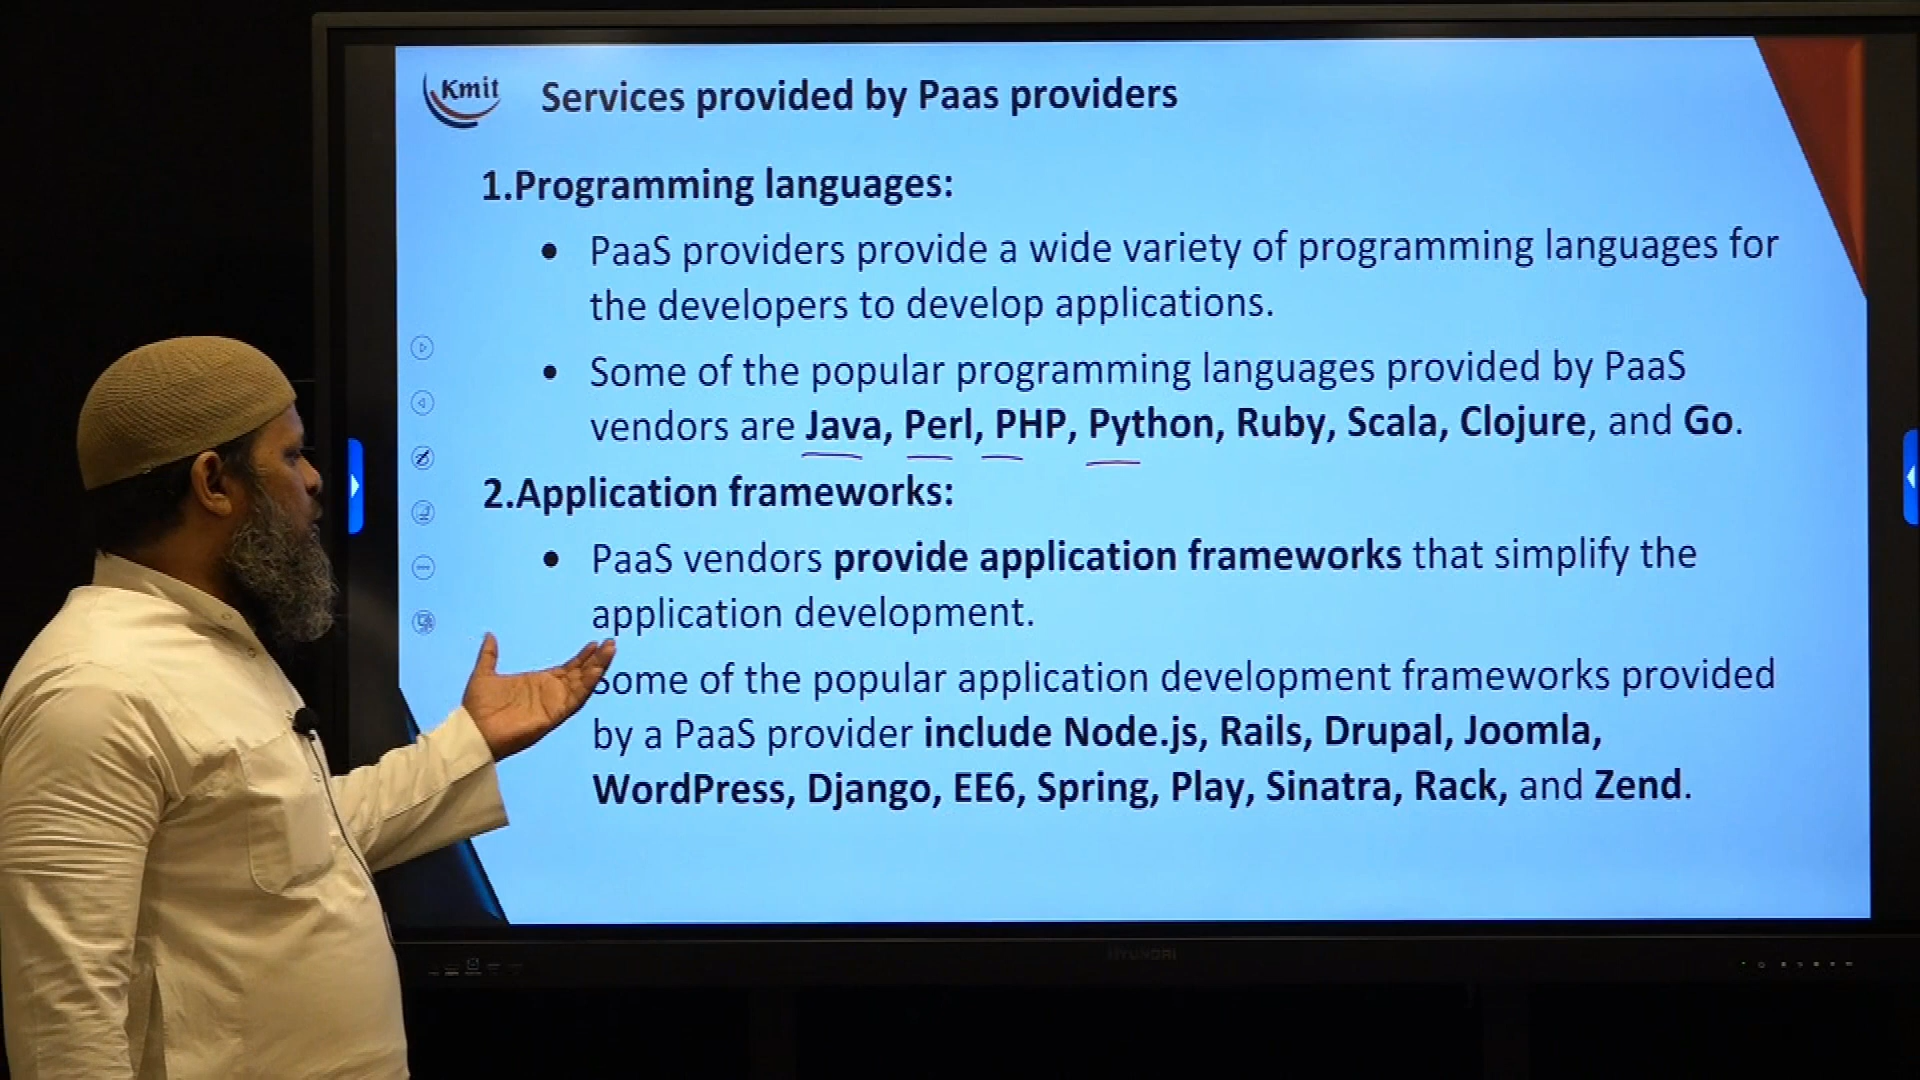 Kmit
Services provided by Paas providers
1.Programming languages:
• PaaS providers provide a wide variety of programming languages for
the developers to develop applications.
• Some of the popular programming languages provided by PaaS
vendors are Java, Perl, PHP, Python, Ruby, Scala, Clojure, and Go.
2.Application frameworks:
• PaaS vendors provide application frameworks that simplify the
application development.
Some of the popular application development frameworks provided
by a PaaS provider include Node.js, Rails, Drupal, Joomla,
WordPress, Django, EE6, Spring, Play, Sinatra, Rack, and Zend.
HYUNDAI